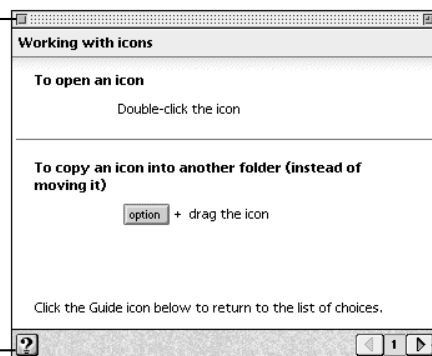 Working with icons
To open an icon
Double-click the icon
To copy an icon into another folder (instead of
moving it)
option + drag the icon
Click the Guide icon below to return to the list of choices.
? 1